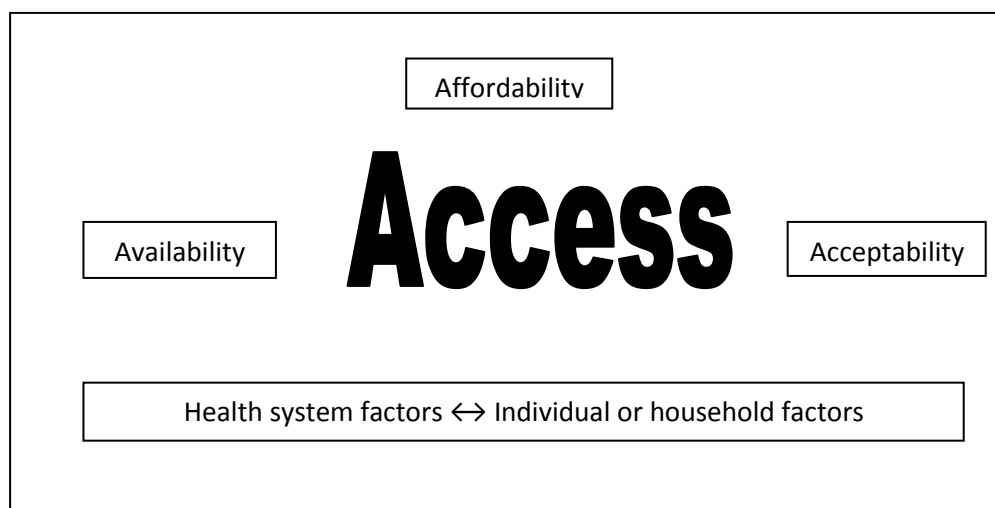 Affordability
Access
Availability
Acceptability
Health system factors ↔ Individual or household factors